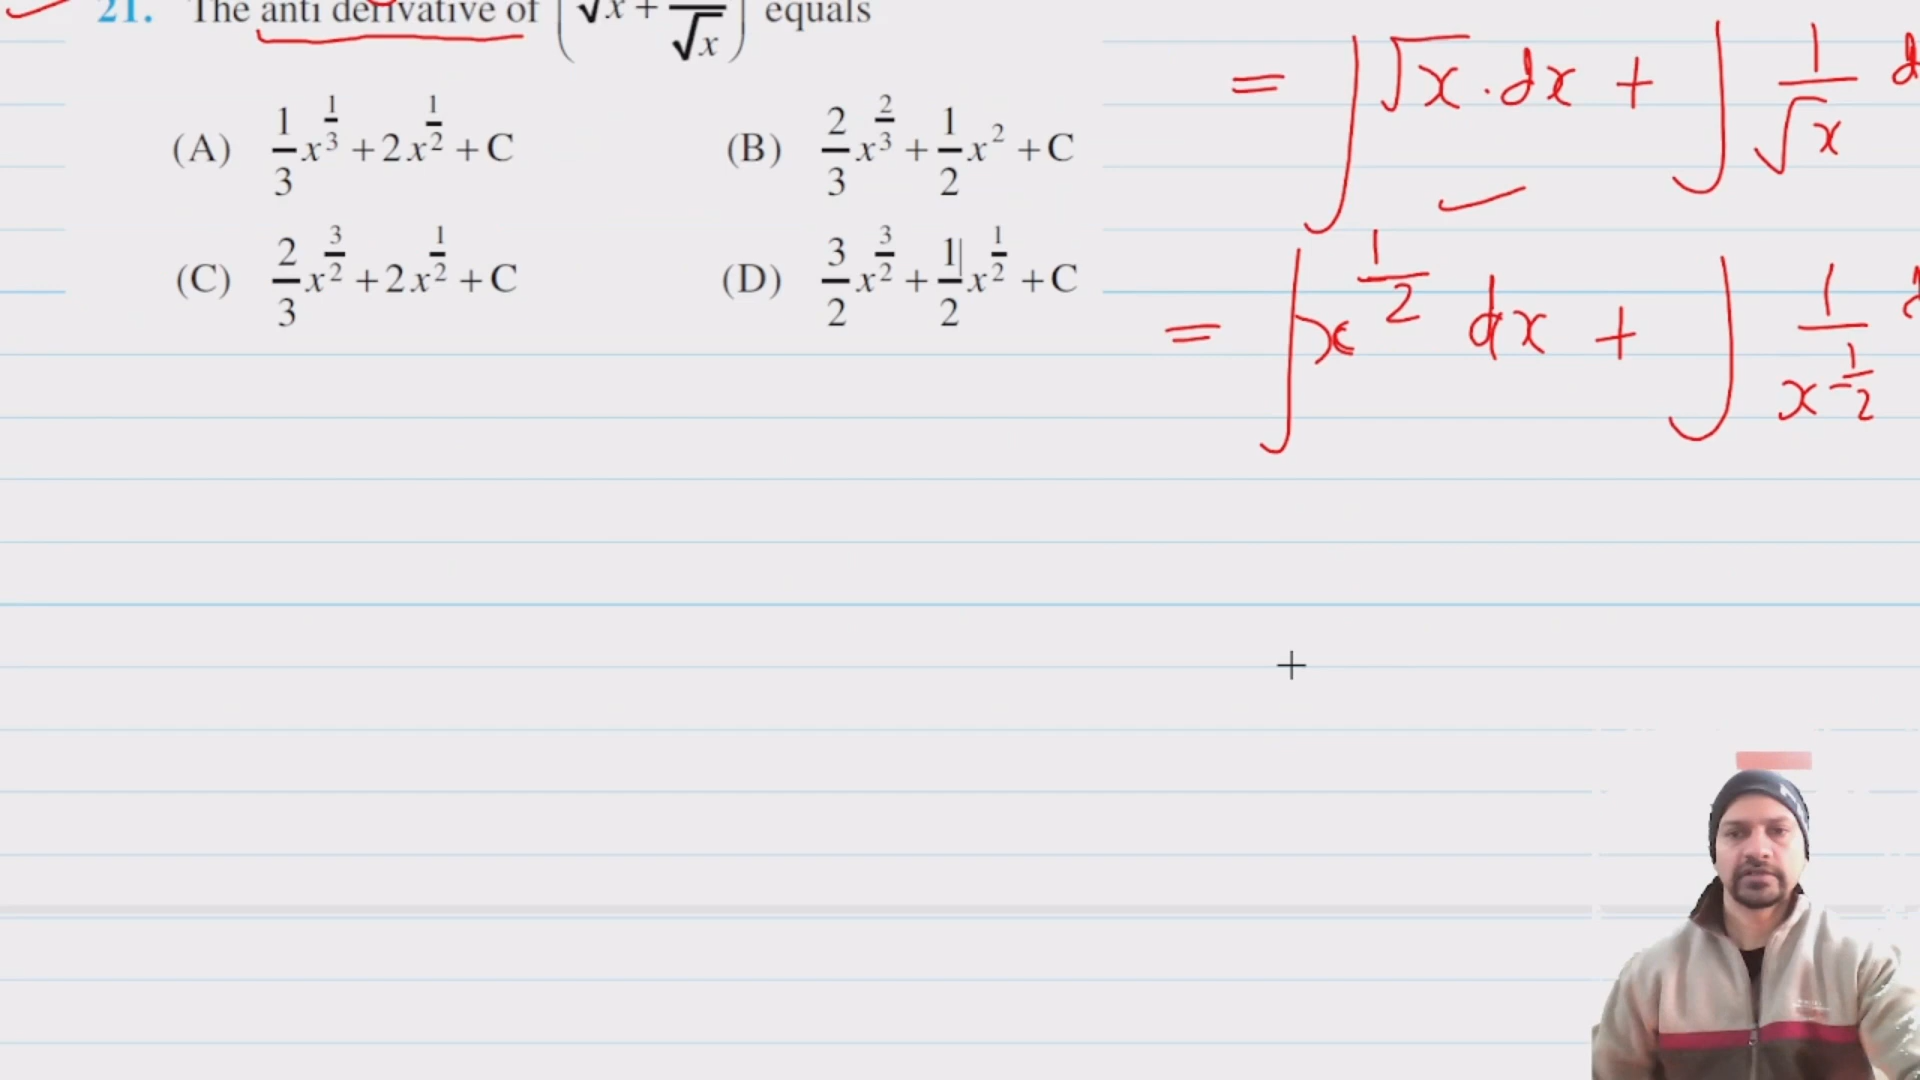 21. The anti derivative of (√x + 1/√x) equals
(A) 1/3 x^(1/3) + 2x^(1/2) + C
(B) 2/3 x^(2/3) + 1/2 x² + C
(C) 2/3 x^(3/2) + 2x^(1/2) + C
(D) 3/2 x^(3/2) + 1/2 x^(1/2) + C
= ∫ √x . dx + ∫ 1/√x d
= ∫ x^(1/2) dx + ∫ 1/x^(1/2)